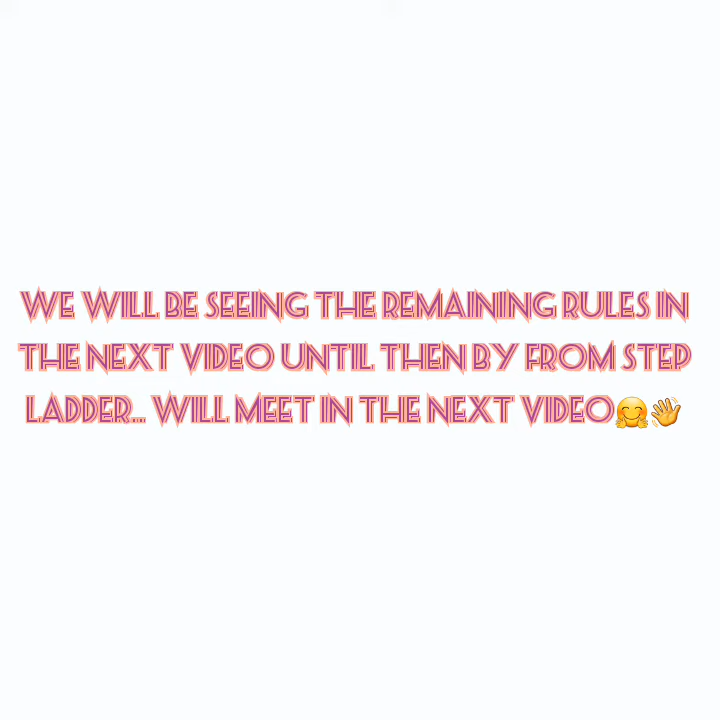 WE WILL BE SEEING THE REMAINING RULES IN
THE NEXT VIDEO UNTIL THEN BY FROM STEP
LADDER... WILL MEET IN THE NEXT VIDEO🤗👋